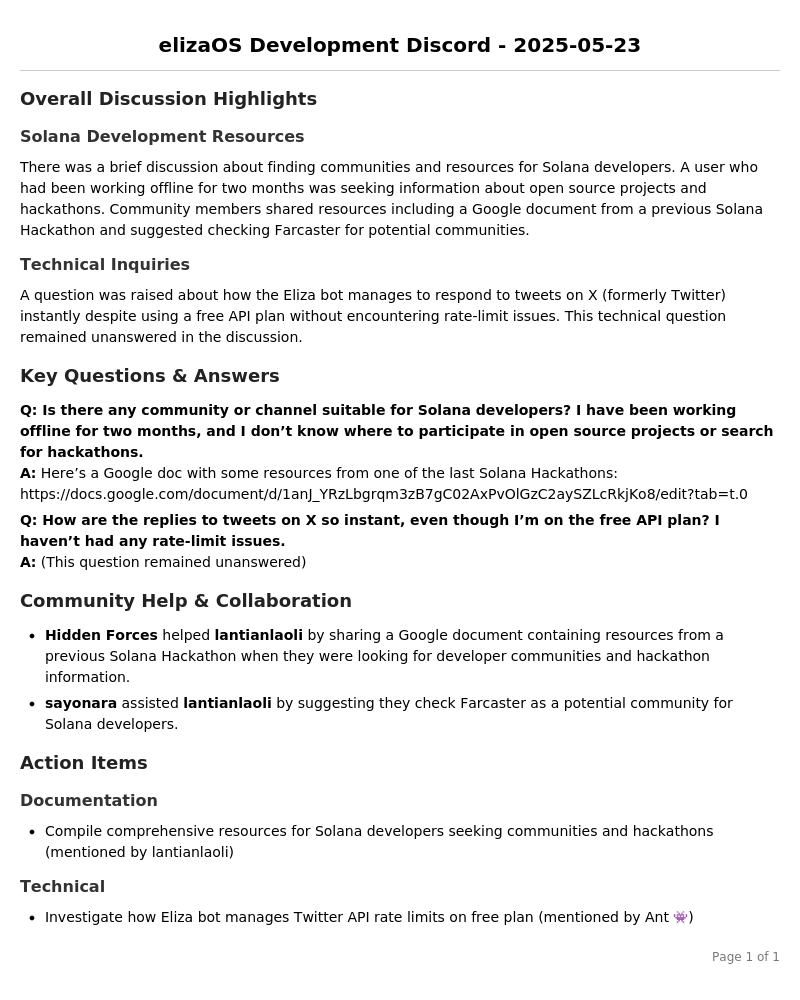 elizaOS Development Discord - 2025-05-23
Overall Discussion Highlights
Solana Development Resources
There was a brief discussion about finding communities and resources for Solana developers. A user who
had been working offline for two months was seeking information about open source projects and
hackathons. Community members shared resources including a Google document from a previous Solana
Hackathon and suggested checking Farcaster for potential communities.
Technical Inquiries
A question was raised about how the Eliza bot manages to respond to tweets on X (formerly Twitter)
instantly despite using a free API plan without encountering rate-limit issues. This technical question
remained unanswered in the discussion.
Key Questions & Answers
Q: Is there any community or channel suitable for Solana developers? I have been working
offline for two months, and I don’t know where to participate in open source projects or search
for hackathons.
A: Here’s a Google doc with some resources from one of the last Solana Hackathons:
https://docs.google.com/document/d/1anJ_YRzLbgrqm3zB7gC02AxPvOlGzC2aySZLcRkjKo8/edit?tab=t.0
Q: How are the replies to tweets on X so instant, even though I’m on the free API plan? I
haven’t had any rate-limit issues.
A: (This question remained unanswered)
Community Help & Collaboration
• Hidden Forces helped lantianlaoli by sharing a Google document containing resources from a
previous Solana Hackathon when they were looking for developer communities and hackathon
information.
• sayonara assisted lantianlaoli by suggesting they check Farcaster as a potential community for
Solana developers.
Action Items
Documentation
• Compile comprehensive resources for Solana developers seeking communities and hackathons
(mentioned by lantianlaoli)
Technical
• Investigate how Eliza bot manages Twitter API rate limits on free plan (mentioned by Ant 👾)
Page 1 of 1